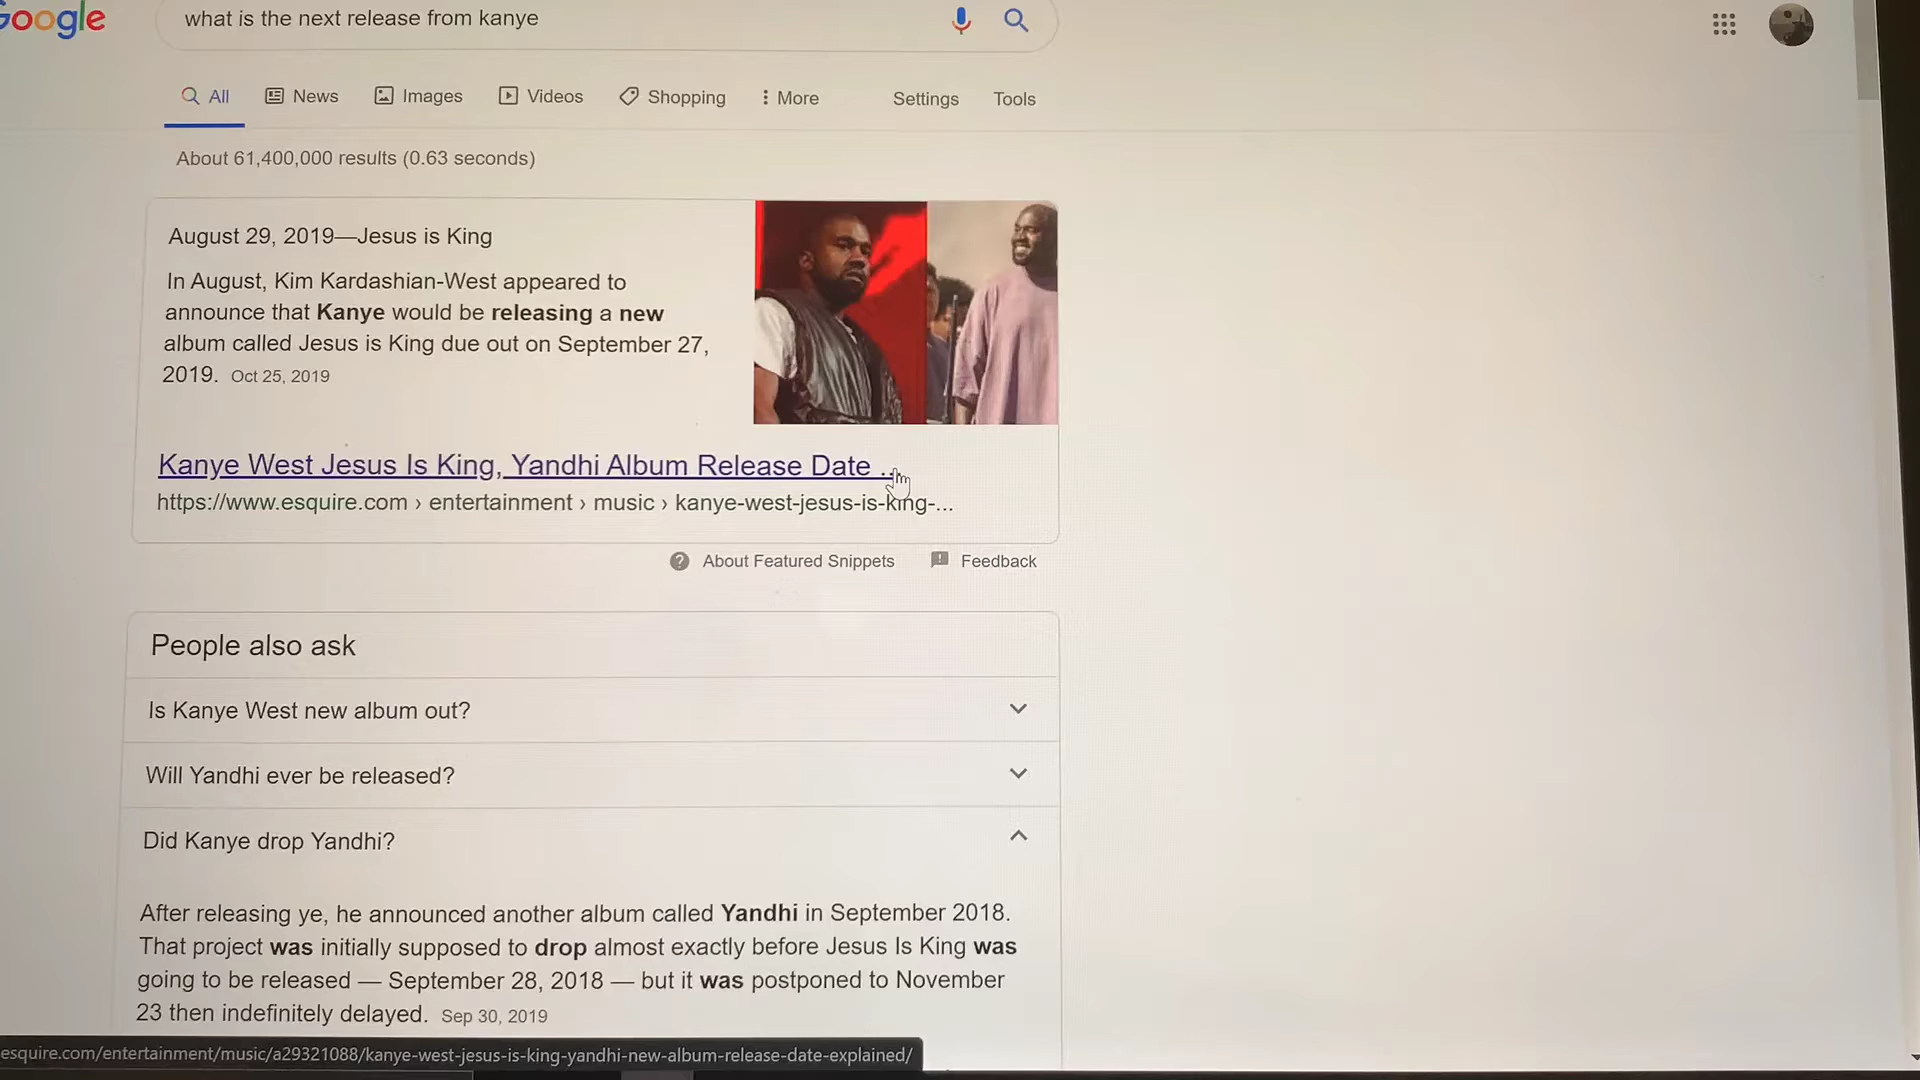 Google
what is the next release from kanye
All News Images Videos Shopping More Settings Tools
About 61,400,000 results (0.63 seconds)
August 29, 2019—Jesus is King
In August, Kim Kardashian-West appeared to
announce that Kanye would be releasing a new
album called Jesus is King due out on September 27,
2019. Oct 25, 2019
Kanye West Jesus Is King, Yandhi Album Release Date ...
https://www.esquire.com › entertainment › music › kanye-west-jesus-is-king-...
About Featured Snippets Feedback
People also ask
Is Kanye West new album out?
Will Yandhi ever be released?
Did Kanye drop Yandhi?
After releasing ye, he announced another album called Yandhi in September 2018.
That project was initially supposed to drop almost exactly before Jesus Is King was
going to be released — September 28, 2018 — but it was postponed to November
23 then indefinitely delayed. Sep 30, 2019
esquire.com/entertainment/music/a29321088/kanye-west-jesus-is-king-yandhi-new-album-release-date-explained/